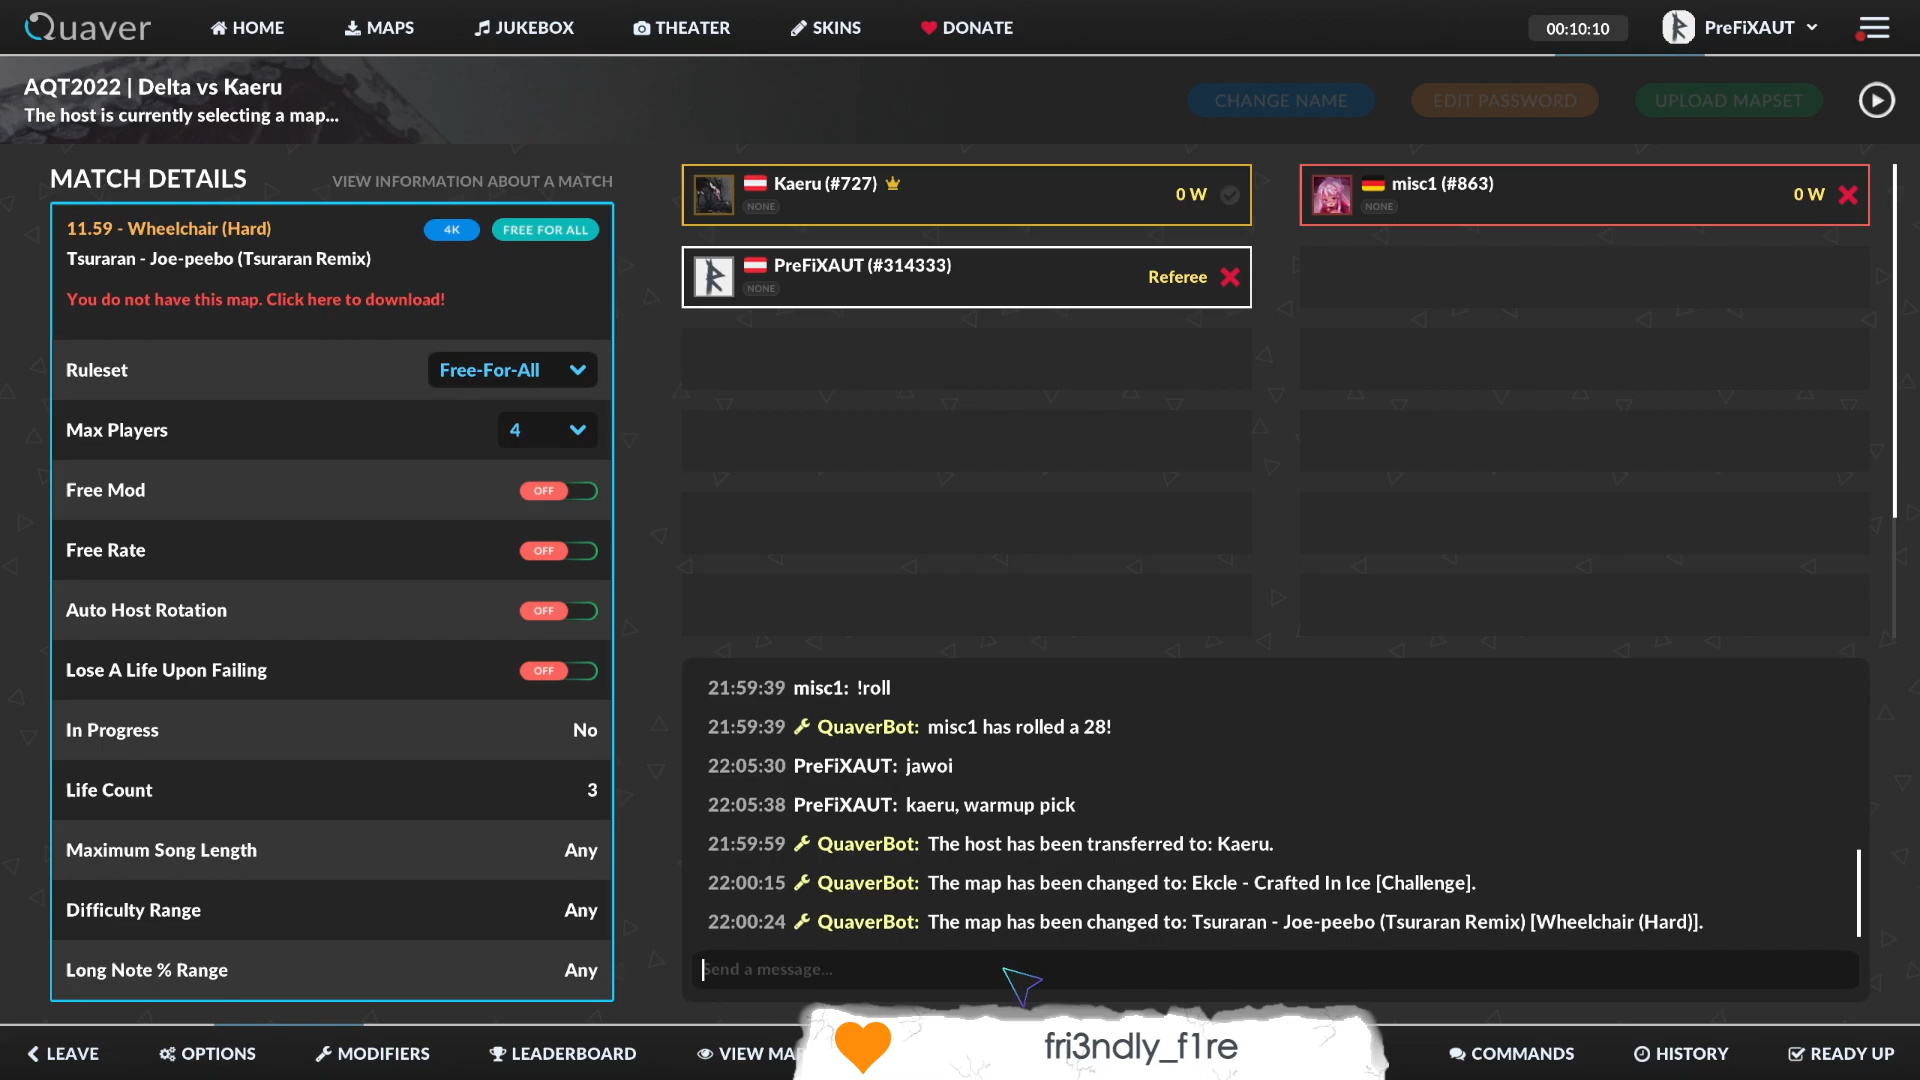 Quaver
HOME
MAPS
JUKEBOX
THEATER
SKINS
DONATE
00:10:10
PreFiXAUT
AQT2022 | Delta vs Kaeru
The host is currently selecting a map...
CHANGE NAME
EDIT PASSWORD
UPLOAD MAPSET
MATCH DETAILS
VIEW INFORMATION ABOUT A MATCH
11.59 - Wheelchair (Hard)
4K
FREE FOR ALL
Tsuraran - Joe-peebo (Tsuraran Remix)
You do not have this map. Click here to download!
Ruleset
Free-For-All
Max Players
4
Free Mod
OFF
Free Rate
OFF
Auto Host Rotation
OFF
Lose A Life Upon Failing
OFF
In Progress
No
Life Count
3
Maximum Song Length
Any
Difficulty Range
Any
Long Note % Range
Any
Kaeru (#727)
NONE
0 W
misc1 (#863)
NONE
0 W
PreFiXAUT (#314333)
NONE
Referee
21:59:39 misc1: !roll
21:59:39 QuaverBot: misc1 has rolled a 28!
22:05:30 PreFiXAUT: jawoi
22:05:38 PreFiXAUT: kaeru, warmup pick
21:59:59 QuaverBot: The host has been transferred to: Kaeru.
22:00:15 QuaverBot: The map has been changed to: Ekcle - Crafted In Ice [Challenge].
22:00:24 QuaverBot: The map has been changed to: Tsuraran - Joe-peebo (Tsuraran Remix) [Wheelchair (Hard)].
Send a message...
LEAVE
OPTIONS
MODIFIERS
LEADERBOARD
VIEW MA
fri3ndly_f1re
COMMANDS
HISTORY
READY UP